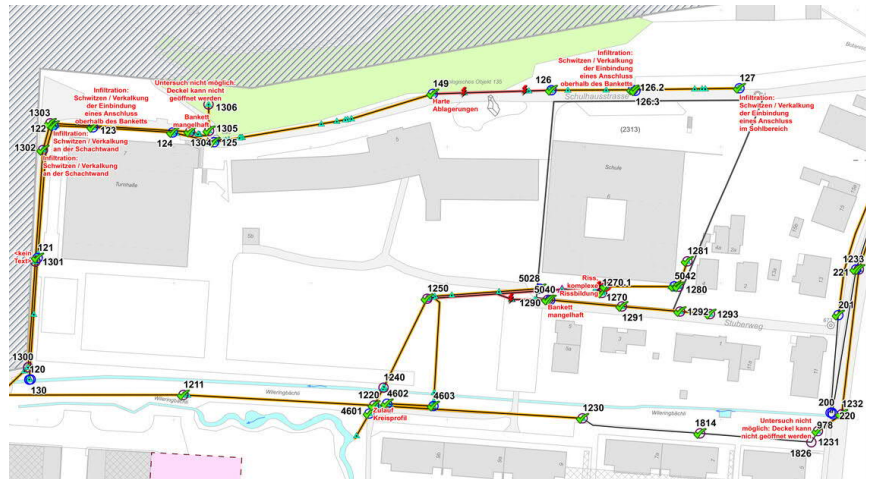 149
126
Infiltration:
Schwitzen / Verkalkung
der Einbindung
eines Anschluss
oberhalb des Banketts
126.2
126.3
127
Harte
Ablagerungen
Schulhausstrasse
(2313)
Schule
Infiltration:
Schwitzen / Verkalkung
der Einbindung
eines Anschluss
im Sohlbereich
Untersuch nicht möglich:
Deckel kann nicht
geöffnet werden
1306
Infiltration:
Schwitzen / Verkalkung
der Einbindung
eines Anschluss
oberhalb des Banketts
Bankett
mangelhaft
1303
122
123
124
1304
1305
125
Infiltration:
Schwitzen / Verkalkung
an der Schachtwand
1302
Infiltration:
Schwitzen / Verkalkung
an der Schachtwand
Turnhalle
<kein
Text>
121
1301
5b
1281
1233
221
5028
Riss,
komplexe
Rissbildung
1270.1
5042
1280
1250
5040
1290
1270
Bankett
mangelhaft
1291
1292
1293
201
Stuberweg
1300
120
130
1211
Wileringbächli
1240
1220
4602
4603
4601
Zulauf
Kreisprofil
1230
Wileringbächli
200
1232
220
Untersuch nicht
möglich: Deckel kann
nicht geöffnet werden
978
1231
1814
1826